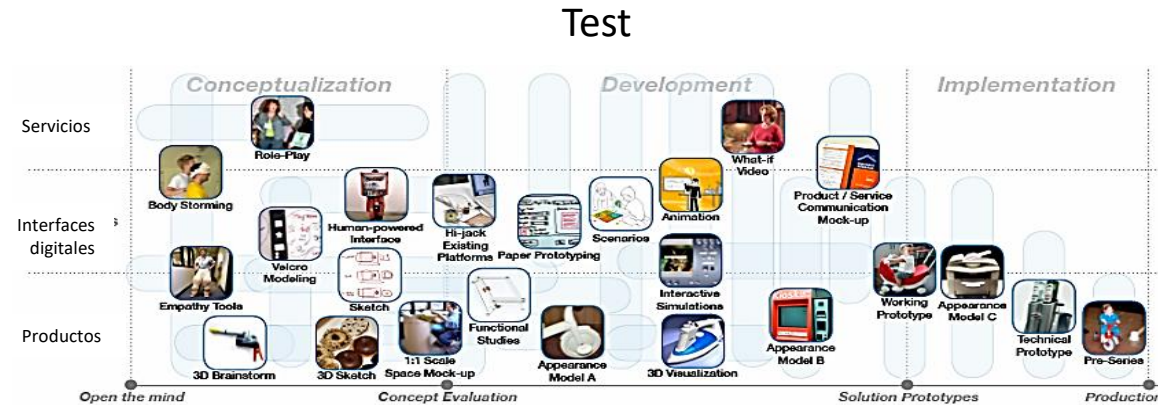 Test
Conceptualization
Development
Implementation
Servicios
Role-Play
What-if
Video
Body Storming
Human-powered
Interface
Hi-jack
Existing
Platforms
Scenarios
Animation
Product / Service
Communication
Mock-up
Interfaces
digitales
Velcro
Modeling
Paper Prototyping
Empathy Tools
Sketch
Functional
Studies
Interactive
Simulations
Working
Prototype
Appearance
Model C
Productos
3D Brainstorm
3D Sketch
1:1 Scale
Space Mock-up
Appearance
Model A
3D Visualization
Appearance
Model B
Technical
Prototype
Pre-Series
Open the mind
Concept Evaluation
Solution Prototypes
Production